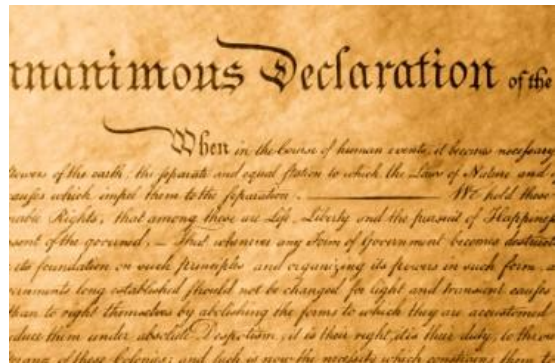 nanimous Declaration of the
When in the Course of human events, it becomes necessary
Powers of the earth, the separate and equal station to which the Laws of Nature and of
causes which impel them to the separation. We hold these
nable Rights, that among these are Life, Liberty and the pursuit of Happin
sent of the governed, — That whenever any Form of Government becomes destruc
its foundation on such principles and organizing its powers in such form, a
vernments long established should not be changed for light and transient causes
than to right themselves by abolishing the forms to which they are accustomed.
educe them under absolute Despotism, it is their right, it is their duty, to thro
of these Colonies; and such is now the necessity which constrains